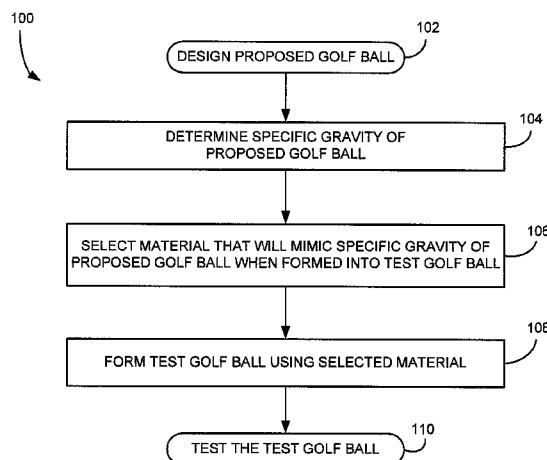 100
102
DESIGN PROPOSED GOLF BALL
104
DETERMINE SPECIFIC GRAVITY OF
PROPOSED GOLF BALL
106
SELECT MATERIAL THAT WILL MIMIC SPECIFIC GRAVITY OF
PROPOSED GOLF BALL WHEN FORMED INTO TEST GOLF BALL
108
FORM TEST GOLF BALL USING SELECTED MATERIAL
110
TEST THE TEST GOLF BALL